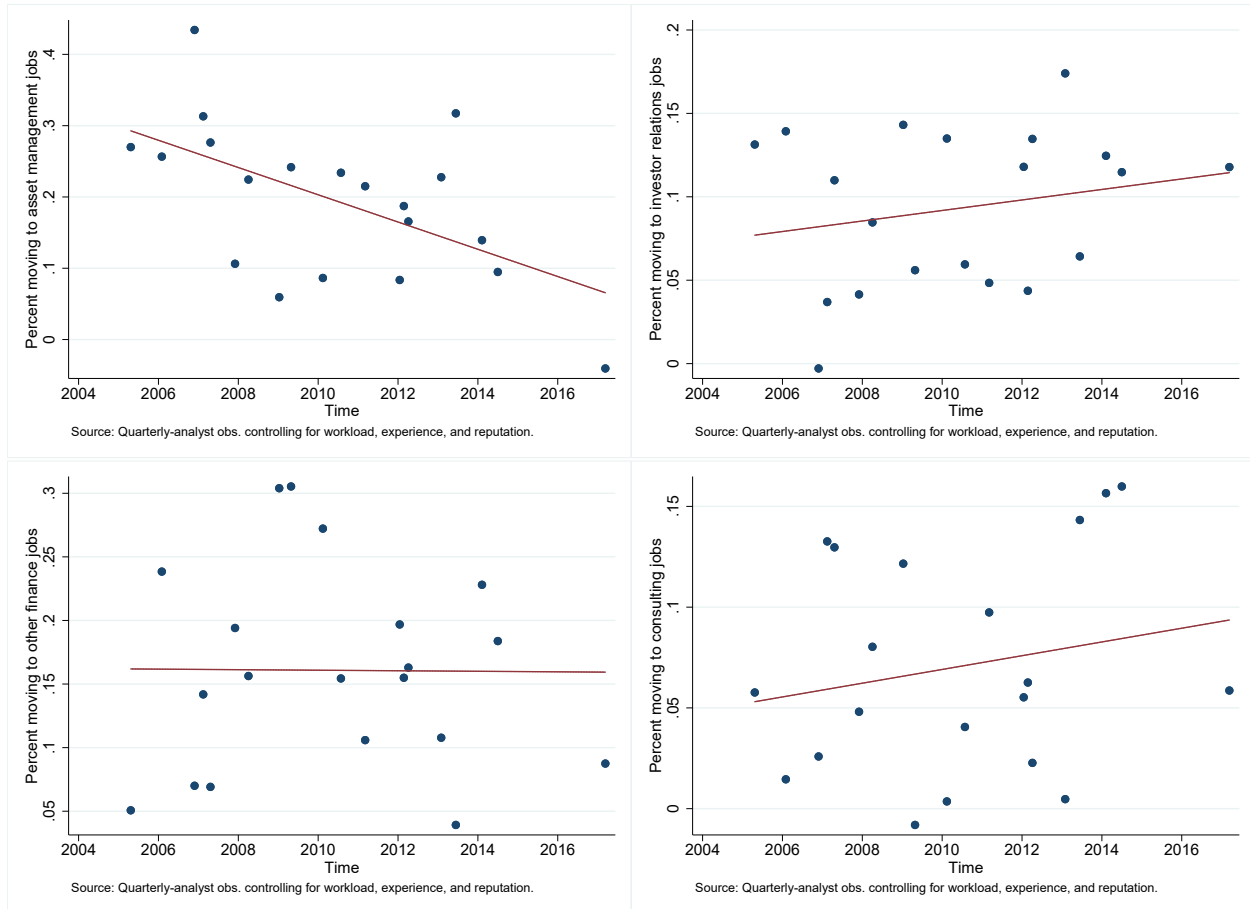 Percent moving to asset management jobs
.4
.3
.2
.1
0
2004 2006 2008 2010 2012 2014 2016
Time
Source: Quarterly-analyst obs. controlling for workload, experience, and reputation.
Percent moving to investor relations jobs
.2
.15
.1
.05
0
2004 2006 2008 2010 2012 2014 2016
Time
Source: Quarterly-analyst obs. controlling for workload, experience, and reputation.
Percent moving to other finance jobs
.3
.25
.2
.15
.1
.05
2004 2006 2008 2010 2012 2014 2016
Time
Source: Quarterly-analyst obs. controlling for workload, experience, and reputation.
Percent moving to consulting jobs
.15
.1
.05
0
2004 2006 2008 2010 2012 2014 2016
Time
Source: Quarterly-analyst obs. controlling for workload, experience, and reputation.